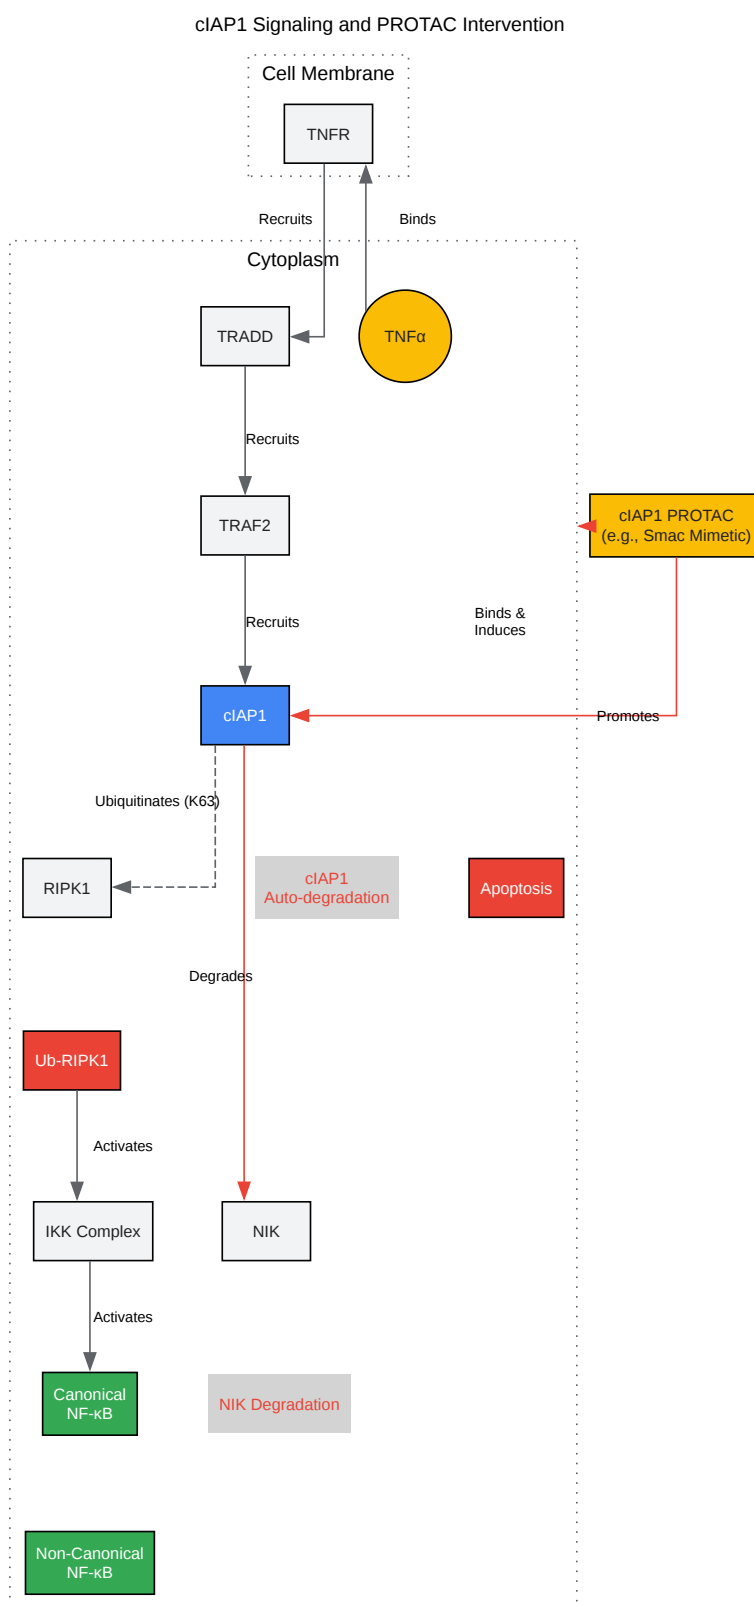 cIAP1 Signaling and PROTAC Intervention
Cell Membrane
TNFR
Recruits
Binds
Cytoplasm
TRADD
TNFα
Recruits
TRAF2
cIAP1 PROTAC
(e.g., Smac Mimetic)
Recruits
Binds &
Induces
cIAP1
Promotes
Ubiquitinates (K63)
RIPK1
cIAP1
Auto-degradation
Apoptosis
Degrades
Ub-RIPK1
Activates
IKK Complex
NIK
Activates
Canonical
NF-κB
NIK Degradation
Non-Canonical
NF-κB